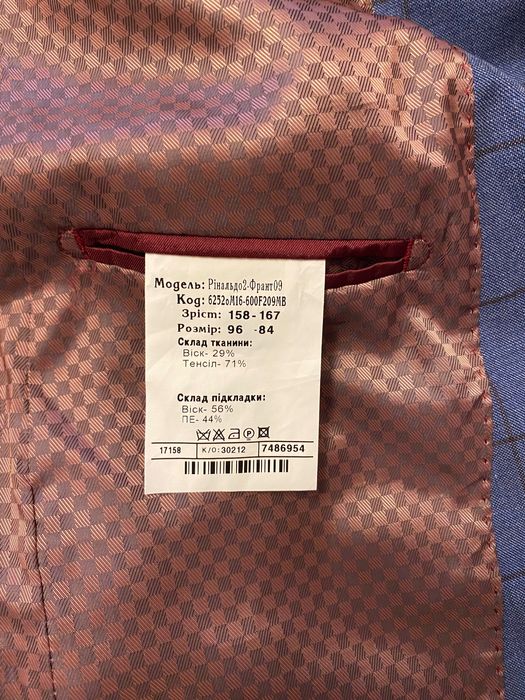 Модель: Рінальдо2-Франт09
Код: 6252оМ16-600F209МВ
Зріст: 158-167
Розмір: 96 -84
Склад тканини:
Віск- 29%
Тенсіл- 71%
Склад підкладки:
Віск- 56%
ПЕ- 44%
17158 К/О: 30212 7486954